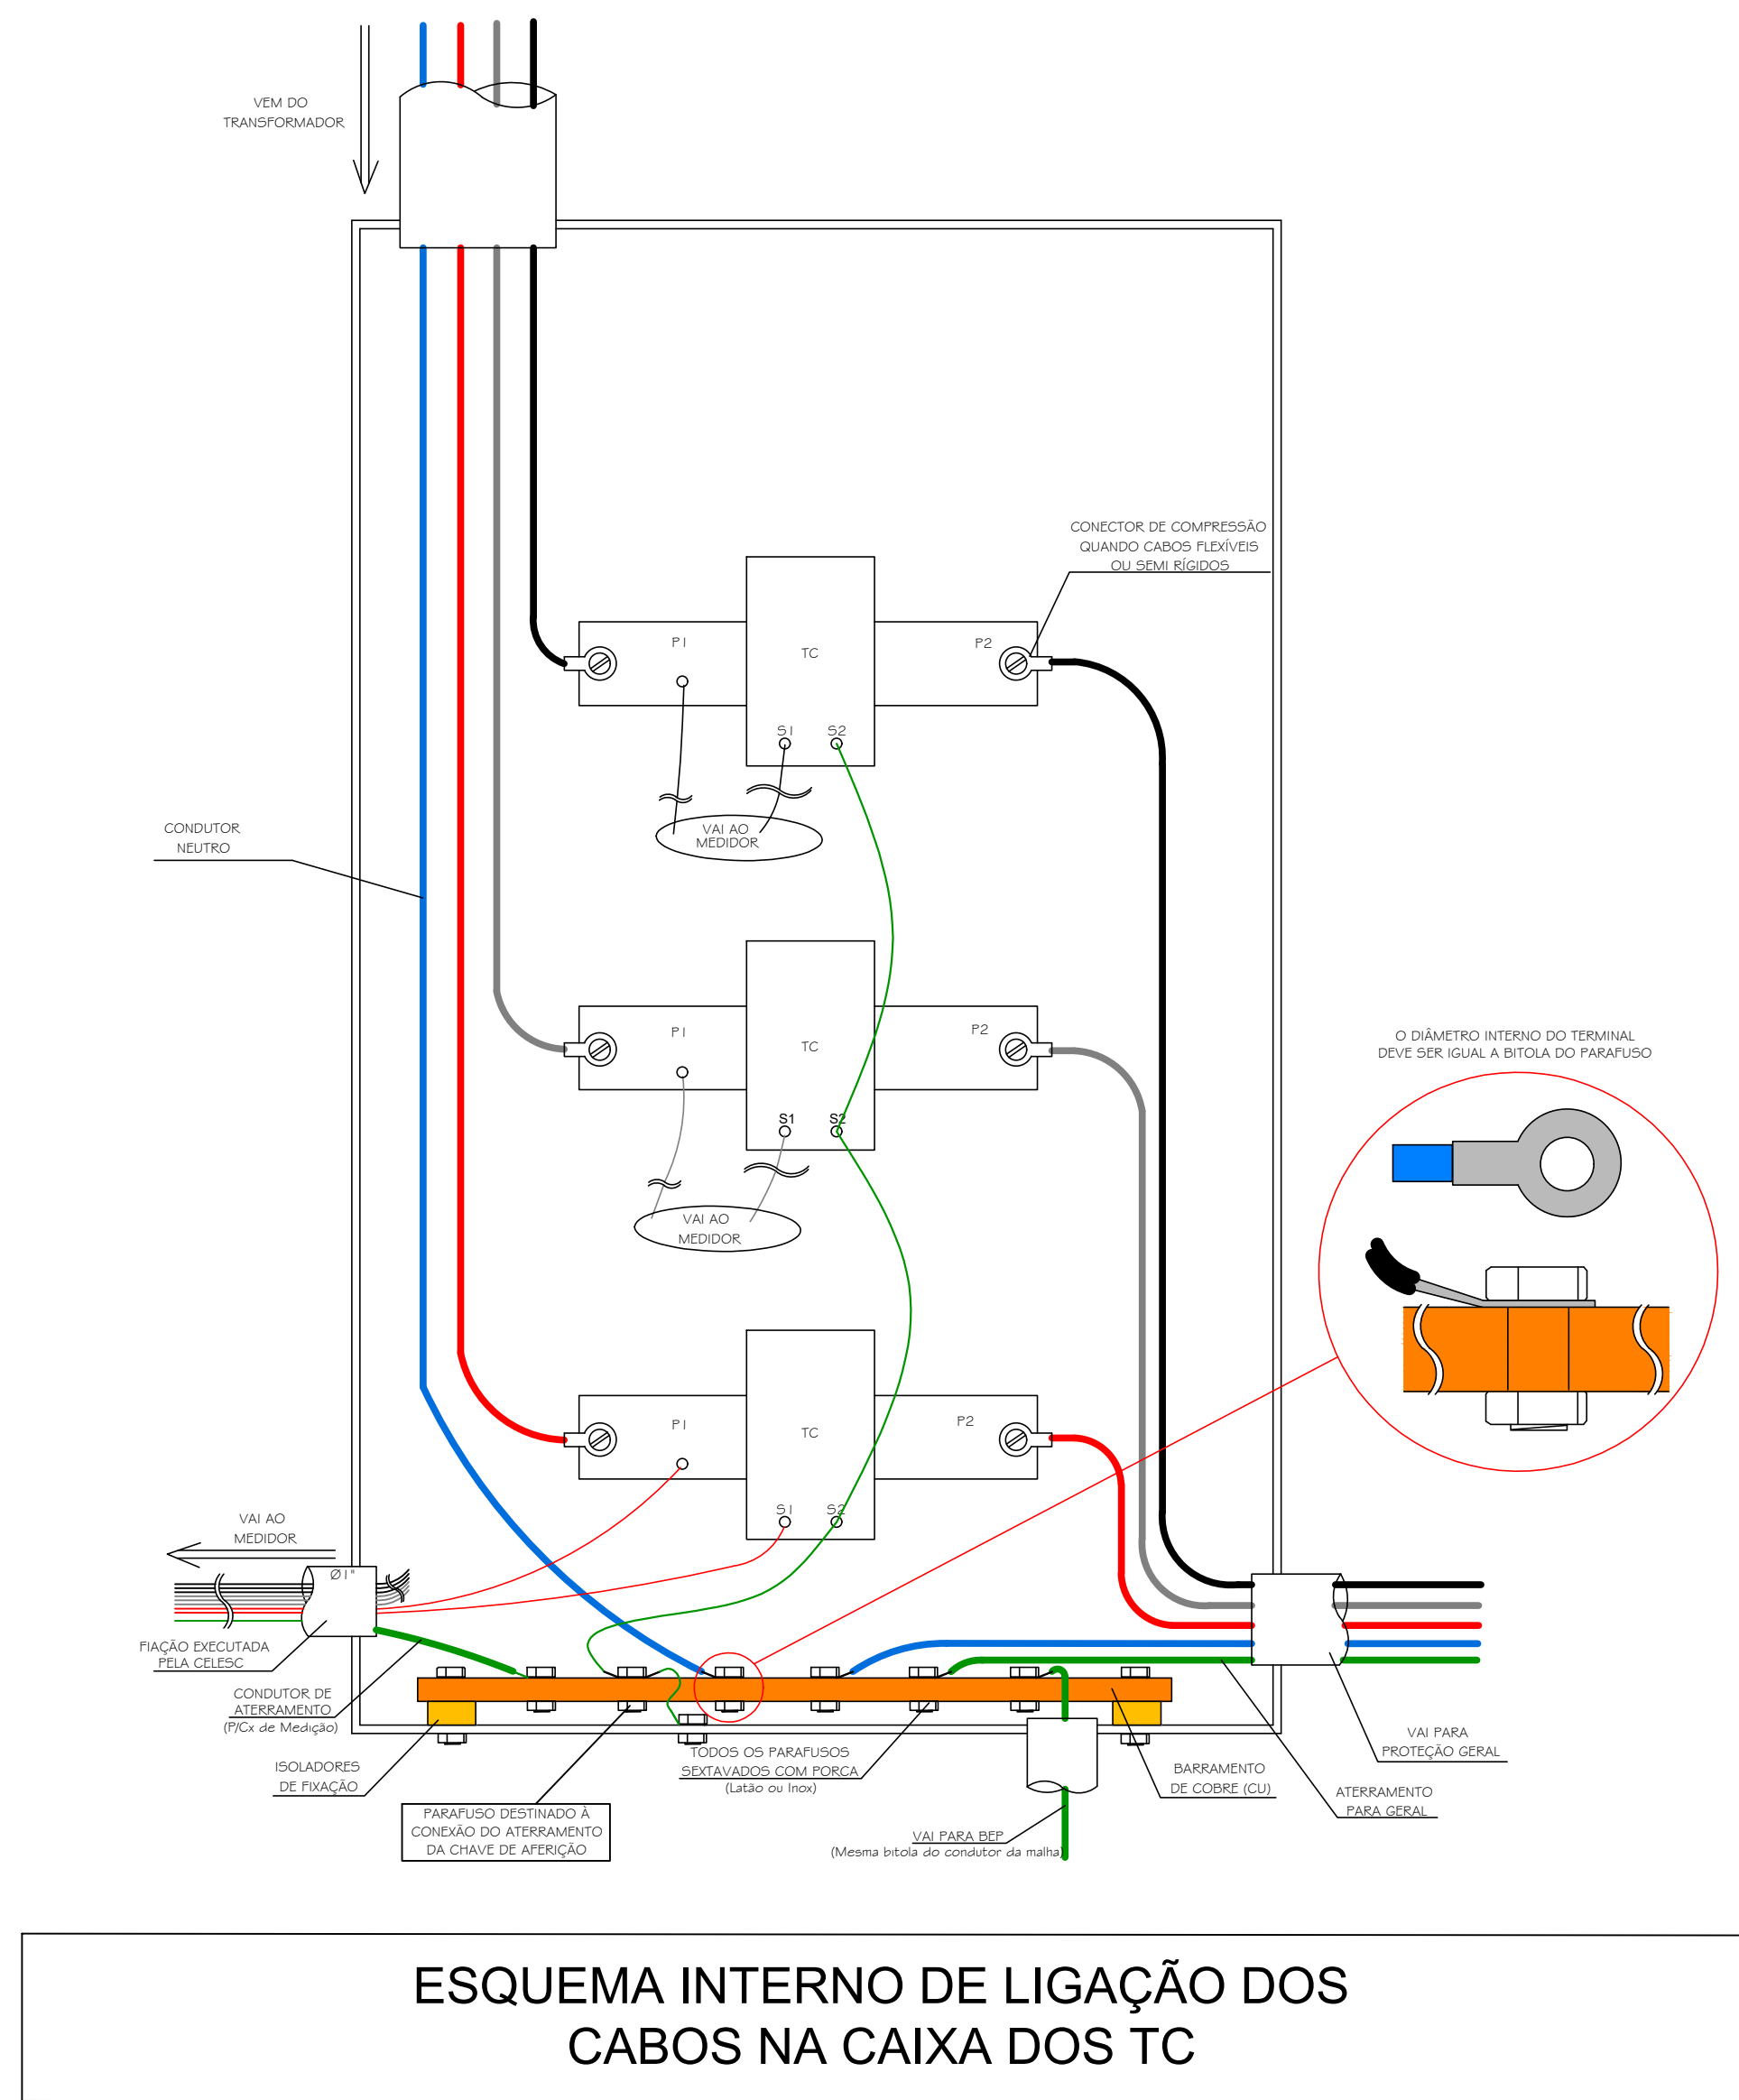 VEM DO
TRANSFORMADOR
CONECTOR DE COMPRESSÃO
QUANDO CABOS FLEXÍVEIS
OU SEMI RÍGIDOS
P1
TC
P2
S1
S2
VAI AO
MEDIDOR
CONDUTOR
NEUTRO
P1
TC
P2
S1
S2
VAI AO
MEDIDOR
O DIÂMETRO INTERNO DO TERMINAL
DEVE SER IGUAL A BITOLA DO PARAFUSO
P1
TC
P2
S1
S2
VAI AO
MEDIDOR
Ø1"
FIAÇÃO EXECUTADA
PELA CELESC
CONDUTOR DE
ATERRAMENTO
(P/Cx de Medição)
ISOLADORES
DE FIXAÇÃO
PARAFUSO DESTINADO À
CONEXÃO DO ATERRAMENTO
DA CHAVE DE AFERIÇÃO
TODOS OS PARAFUSOS
SEXTAVADOS COM PORCA
(Latão ou Inox)
VAI PARA BEP
(Mesma bitola do condutor da malha)
BARRAMENTO
DE COBRE (CU)
ATERRAMENTO
PARA GERAL
VAI PARA
PROTEÇÃO GERAL
ESQUEMA INTERNO DE LIGAÇÃO DOS
CABOS NA CAIXA DOS TC